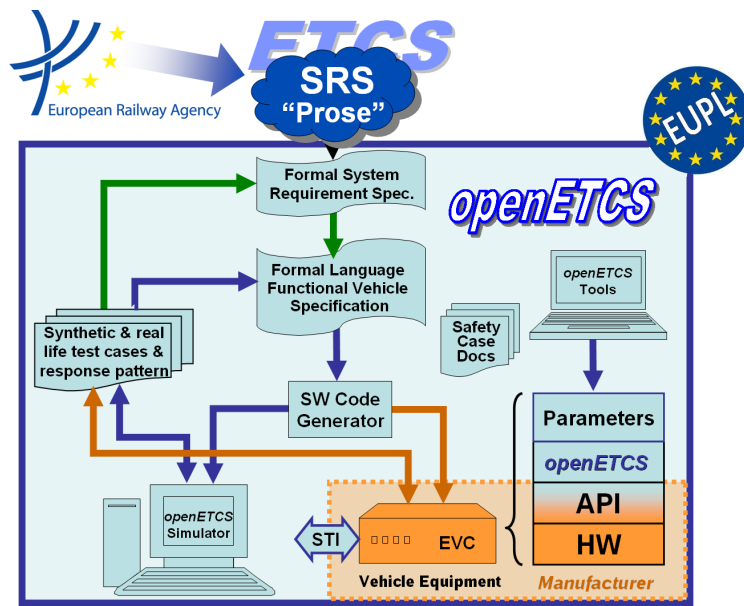 ETCS
SRS
“Prose”
European Railway Agency
EUPL
Formal System
Requirement Spec.
openETCS
Formal Language
Functional Vehicle
Specification
openETCS
Tools
Synthetic & real
life test cases &
response pattern
Safety
Case
Docs
SW Code
Generator
Parameters
openETCS
API
HW
openETCS
Simulator
STI
EVC
Vehicle Equipment
Manufacturer